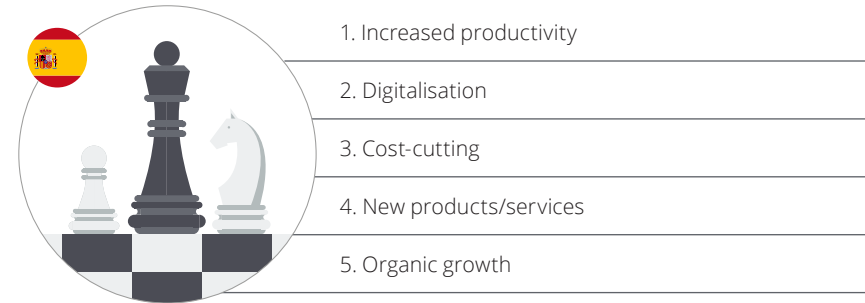 1. Increased productivity
2. Digitalisation
3. Cost-cutting
4. New products/services
5. Organic growth